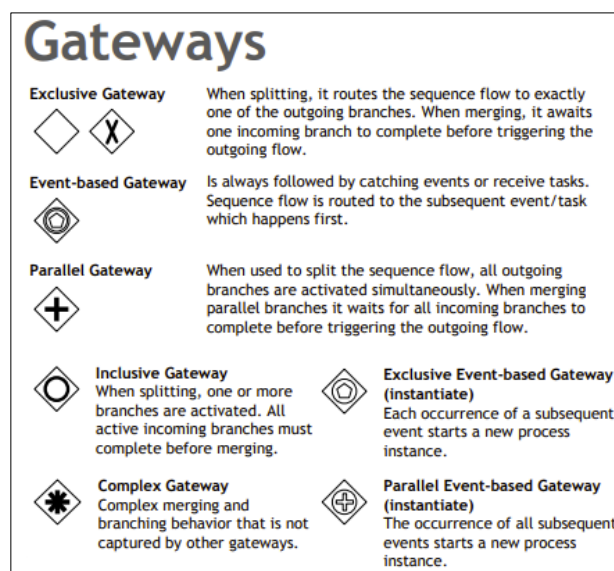 Gateways
Exclusive Gateway
When splitting, it routes the sequence flow to exactly
one of the outgoing branches. When merging, it awaits
one incoming branch to complete before triggering the
outgoing flow.
Event-based Gateway
Is always followed by catching events or receive tasks.
Sequence flow is routed to the subsequent event/task
which happens first.
Parallel Gateway
When used to split the sequence flow, all outgoing
branches are activated simultaneously. When merging
parallel branches it waits for all incoming branches to
complete before triggering the outgoing flow.
Inclusive Gateway
When splitting, one or more
branches are activated. All
active incoming branches must
complete before merging.
Exclusive Event-based Gateway
(instantiate)
Each occurrence of a subsequent
event starts a new process
instance.
Complex Gateway
Complex merging and
branching behavior that is not
captured by other gateways.
Parallel Event-based Gateway
(instantiate)
The occurrence of all subsequent
events starts a new process
instance.